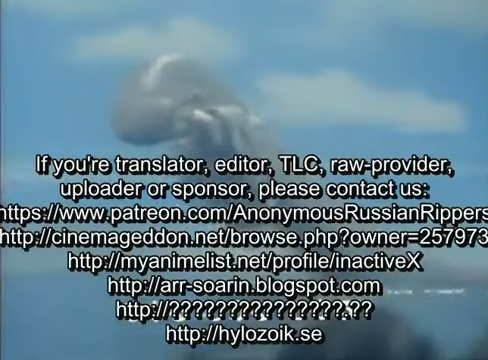 If you're translator, editor, TLC, raw-provider,
uploader or sponsor, please contact us:
https://www.patreon.com/AnonymousRussianRippers
http://cinemageddon.net/browse.php?owner=257973
http://myanimelist.net/profile/inactiveX
http://arr-soarin.blogspot.com
http://hylozoik.se